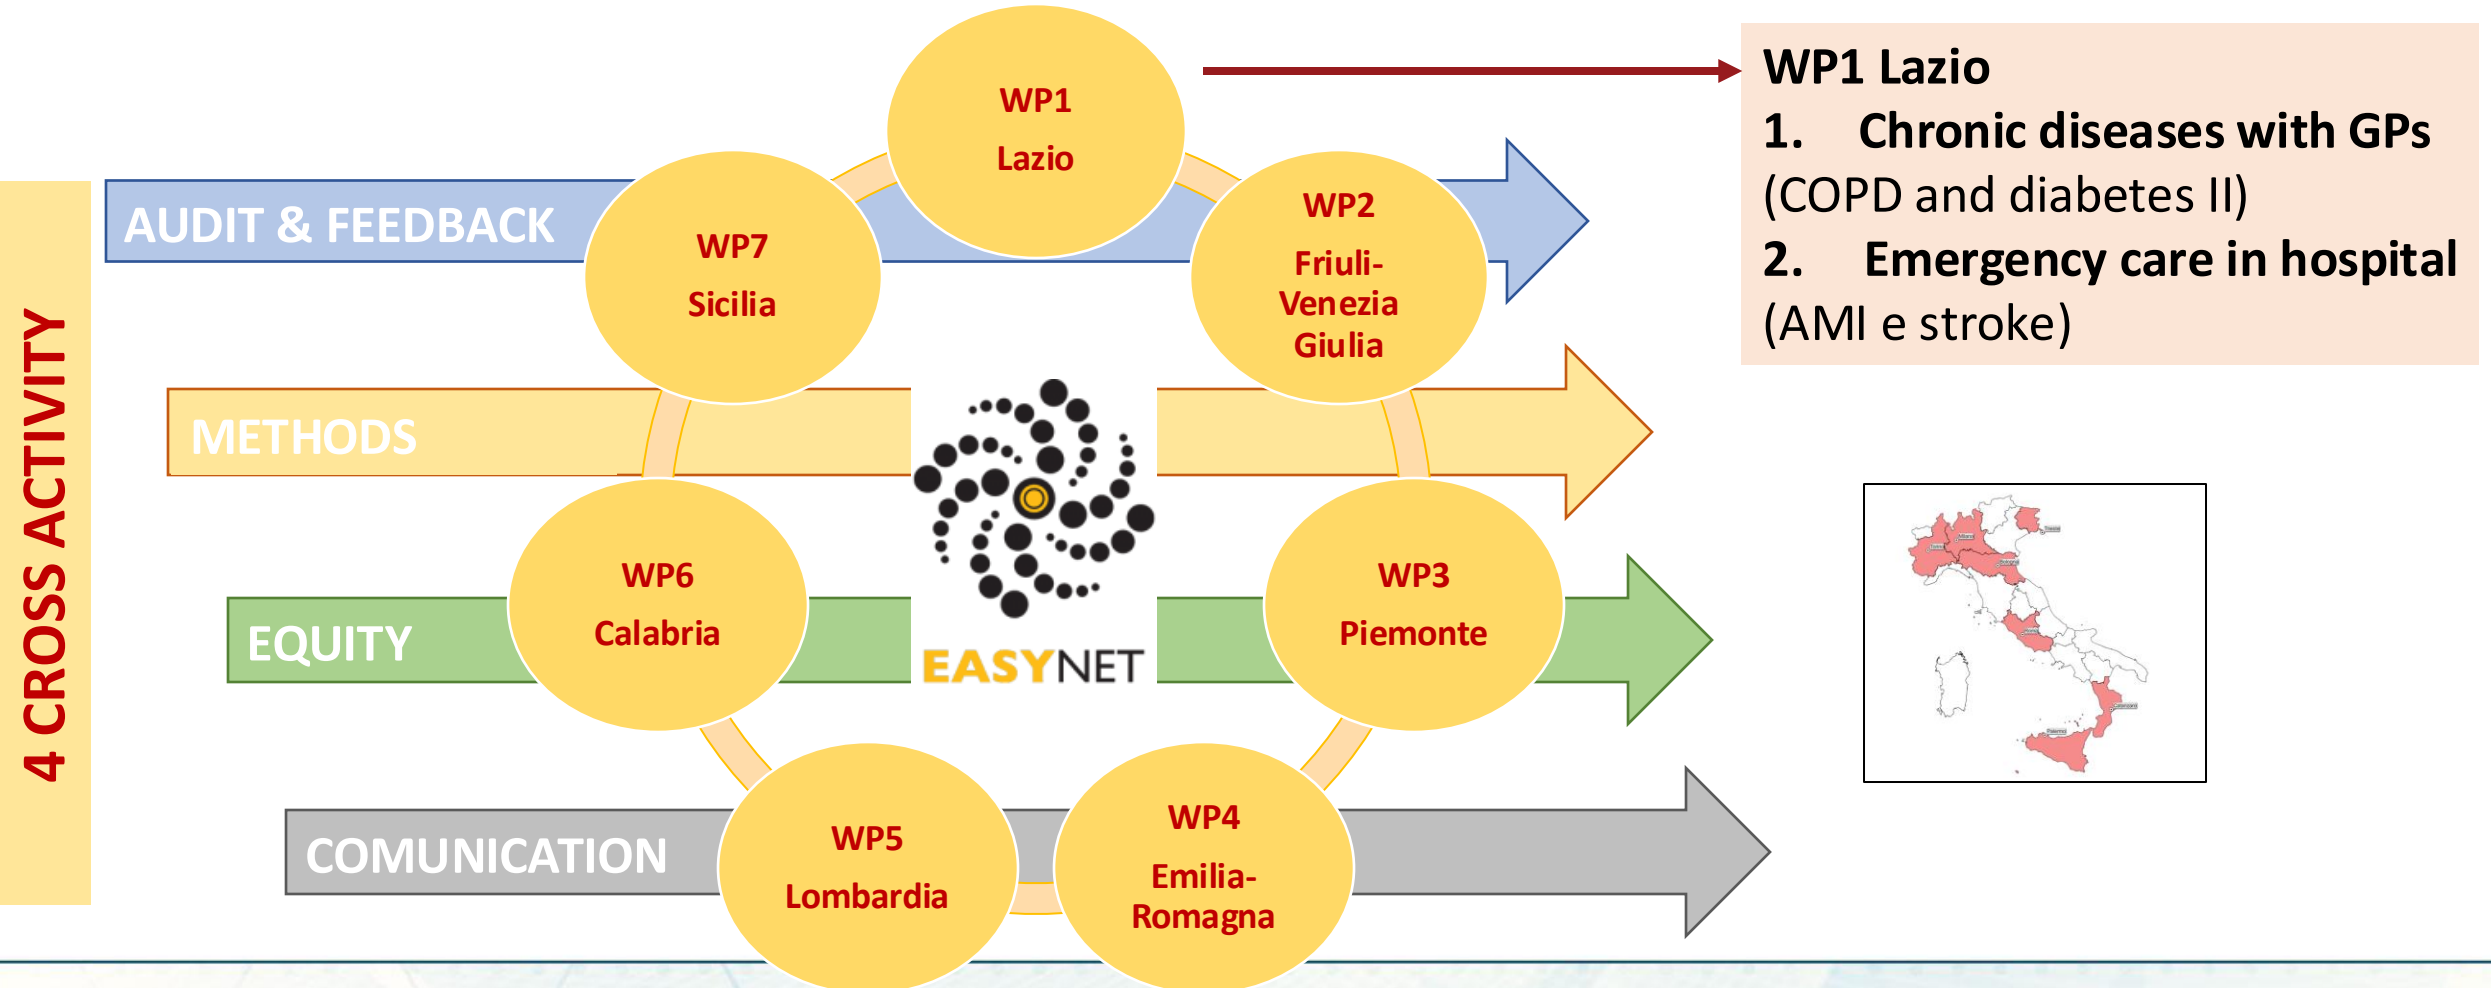 4 CROSS ACTIVITY
AUDIT & FEEDBACK
METHODS
EQUITY
COMUNICATION
WP1
Lazio
WP2
Friuli-
Venezia
Giulia
WP3
Piemonte
WP4
Emilia-
Romagna
WP5
Lombardia
WP6
Calabria
WP7
Sicilia
EASYNET
WP1 Lazio
1. Chronic diseases with GPs
(COPD and diabetes II)
2. Emergency care in hospital
(AMI e stroke)
Milano
Palermo